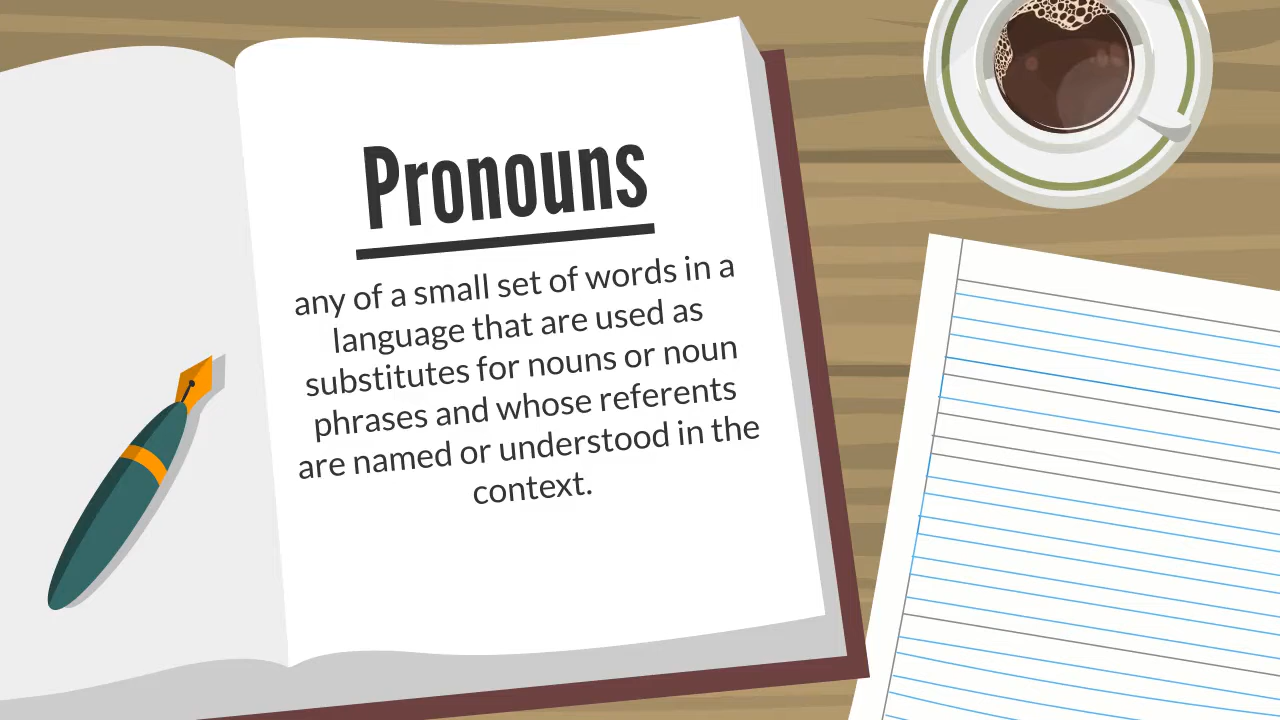 Pronouns
any of a small set of words in a
language that are used as
substitutes for nouns or noun
phrases and whose referents
are named or understood in the
context.